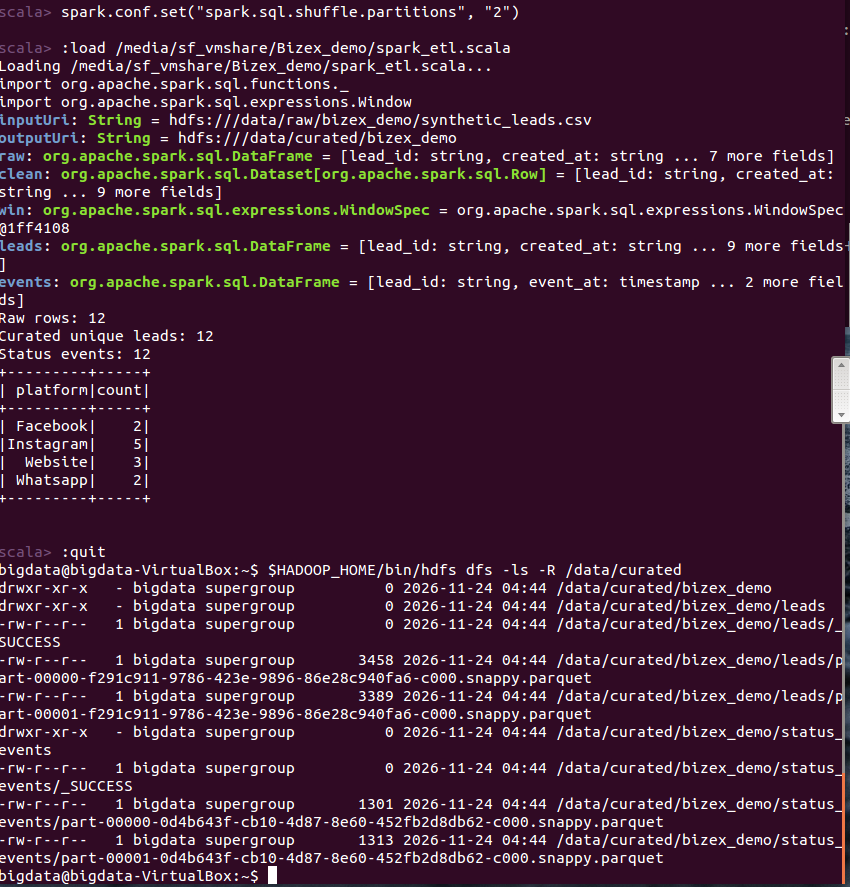 scala> spark.conf.set("spark.sql.shuffle.partitions", "2")
scala> :load /media/sf_vmshare/Bizex_demo/spark_etl.scala
Loading /media/sf_vmshare/Bizex_demo/spark_etl.scala...
import org.apache.spark.sql.functions._
import org.apache.spark.sql.expressions.Window
inputUri: String = hdfs:///data/raw/bizex_demo/synthetic_leads.csv
outputUri: String = hdfs:///data/curated/bizex_demo
raw: org.apache.spark.sql.DataFrame = [lead_id: string, created_at: string ... 7 more fields]
clean: org.apache.spark.sql.Dataset[org.apache.spark.sql.Row] = [lead_id: string, created_at:
string ... 9 more fields]
win: org.apache.spark.sql.expressions.WindowSpec = org.apache.spark.sql.expressions.WindowSpec
@1ff4108
leads: org.apache.spark.sql.DataFrame = [lead_id: string, created_at: string ... 9 more fields
]
events: org.apache.spark.sql.DataFrame = [lead_id: string, event_at: timestamp ... 2 more fiel
ds]
Raw rows: 12
Curated unique leads: 12
Status events: 12
+---------+-----+
| platform|count|
+---------+-----+
| Facebook|    2|
|Instagram|    5|
|  Website|    3|
| Whatsapp|    2|
+---------+-----+
scala> :quit
bigdata@bigdata-VirtualBox:~$ $HADOOP_HOME/bin/hdfs dfs -ls -R /data/curated
drwxr-xr-x   - bigdata supergroup          0 2026-11-24 04:44 /data/curated/bizex_demo
drwxr-xr-x   - bigdata supergroup          0 2026-11-24 04:44 /data/curated/bizex_demo/leads
-rw-r--r--   1 bigdata supergroup          0 2026-11-24 04:44 /data/curated/bizex_demo/leads/_
SUCCESS
-rw-r--r--   1 bigdata supergroup       3458 2026-11-24 04:44 /data/curated/bizex_demo/leads/p
art-00000-f291c911-9786-423e-9896-86e28c940fa6-c000.snappy.parquet
-rw-r--r--   1 bigdata supergroup       3389 2026-11-24 04:44 /data/curated/bizex_demo/leads/p
art-00001-f291c911-9786-423e-9896-86e28c940fa6-c000.snappy.parquet
drwxr-xr-x   - bigdata supergroup          0 2026-11-24 04:44 /data/curated/bizex_demo/status_
events
-rw-r--r--   1 bigdata supergroup          0 2026-11-24 04:44 /data/curated/bizex_demo/status_
events/_SUCCESS
-rw-r--r--   1 bigdata supergroup       1301 2026-11-24 04:44 /data/curated/bizex_demo/status_
events/part-00000-0d4b643f-cb10-4d87-8e60-452fb2d8db62-c000.snappy.parquet
-rw-r--r--   1 bigdata supergroup       1313 2026-11-24 04:44 /data/curated/bizex_demo/status_
events/part-00001-0d4b643f-cb10-4d87-8e60-452fb2d8db62-c000.snappy.parquet
bigdata@bigdata-VirtualBox:~$